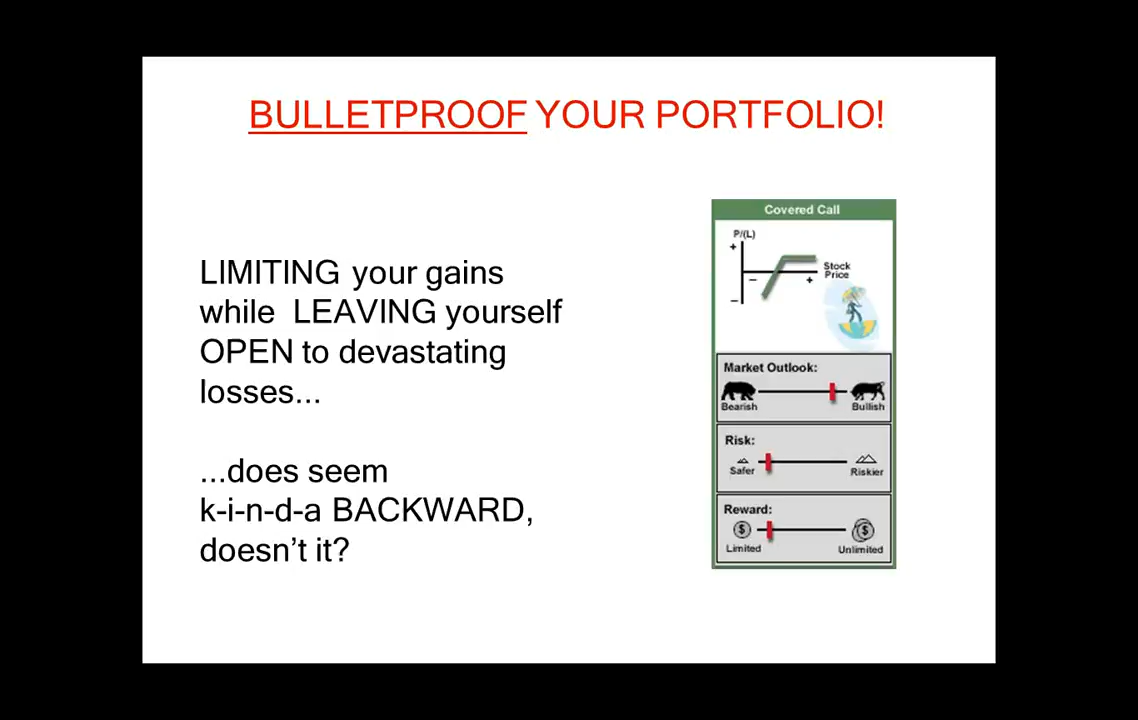 BULLETPROOF YOUR PORTFOLIO!
LIMITING your gains
while  LEAVING yourself
OPEN to devastating
losses...
...does seem
k-i-n-d-a BACKWARD,
doesn't it?
Covered Call
P/(L)
+
Stock
Price
−
+
−
Market Outlook:
Bearish
Bullish
Risk:
Safer
Riskier
Reward:
$
$
Limited
Unlimited